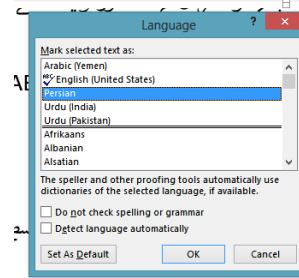 Language
? ×
Mark selected text as:
Arabic (Yemen)
English (United States)
Persian
Urdu (India)
Urdu (Pakistan)
Afrikaans
Albanian
Alsatian
The speller and other proofing tools automatically use
dictionaries of the selected language, if available.
Do not check spelling or grammar
Detect language automatically
Set As Default OK Cancel